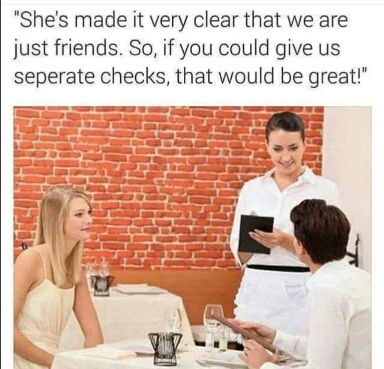 "She's made it very clear that we are
just friends. So, if you could give us
seperate checks, that would be great!"